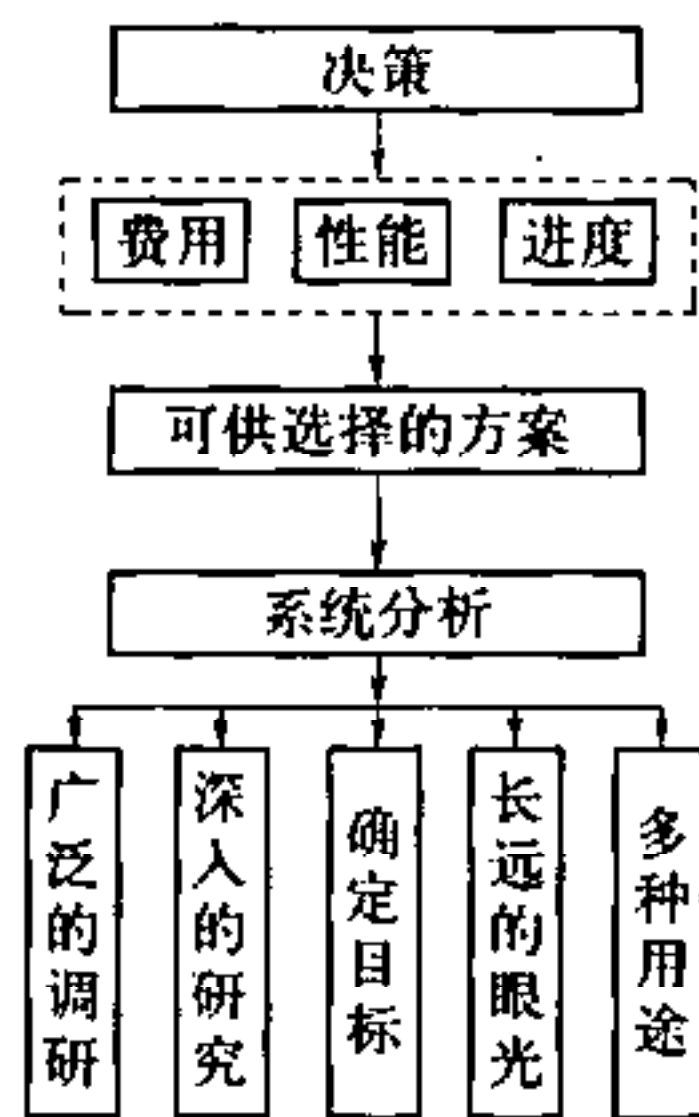 决策
费用 性能 进度
可供选择的方案
系统分析
广泛的调研
深入的研究
确定目标
长远的眼光
多种用途